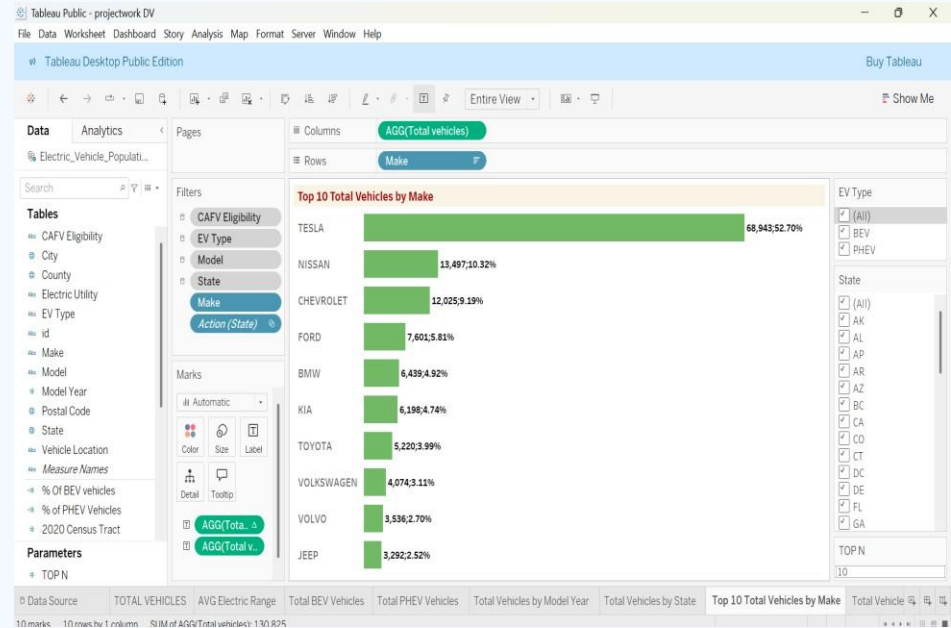 Tableau Public - projectwork DV
File Data Worksheet Dashboard Story Analysis Map Format Server Window Help
Tableau Desktop Public Edition
Buy Tableau
Entire View
Show Me
Data Analytics
Electric_Vehicle_Populati...
Search
Tables
Abc CAFV Eligibility
City
County
Abc Electric Utility
Abc EV Type
Abc id
Abc Make
Abc Model
# Model Year
Postal Code
State
Abc Vehicle Location
Abc Measure Names
% Of BEV vehicles
% of PHEV Vehicles
# 2020 Census Tract
Parameters
# TOP N
Pages
Filters
CAFV Eligibility
EV Type
Model
State
Make
Action (State)
Marks
Automatic
Color Size Label
Detail Tooltip
AGG(Tota.. Δ
AGG(Total v..
Columns AGG(Total vehicles)
Rows Make
Top 10 Total Vehicles by Make
TESLA 68,943;52.70%
NISSAN 13,497;10.32%
CHEVROLET 12,025;9.19%
FORD 7,601;5.81%
BMW 6,439;4.92%
KIA 6,198;4.74%
TOYOTA 5,220;3.99%
VOLKSWAGEN 4,074;3.11%
VOLVO 3,536;2.70%
JEEP 3,292;2.52%
EV Type
(All)
BEV
PHEV
State
(All)
AK
AL
AP
AR
AZ
BC
CA
CO
CT
DC
DE
FL
GA
TOP N
10
Data Source TOTAL VEHICLES AVG Electric Range Total BEV Vehicles Total PHEV Vehicles Total Vehicles by Model Year Total Vehicles by State Top 10 Total Vehicles by Make Total Vehicle
10 marks 10 rows by 1 column SUM of AGG(Total vehicles): 130,825